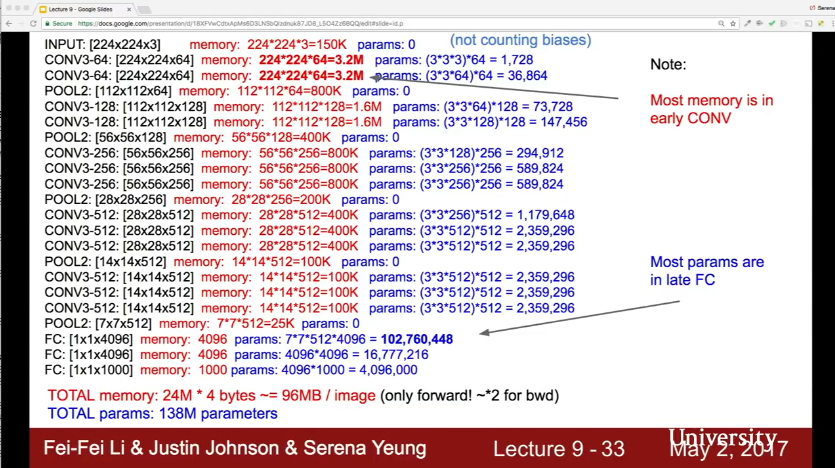 Lecture 9 - Google Slides
Serena
Secure https://docs.google.com/presentation/d/
INPUT: [224x224x3] memory: 224*224*3=150K params: 0 (not counting biases)
CONV3-64: [224x224x64] memory: 224*224*64=3.2M params: (3*3*3)*64 = 1,728
CONV3-64: [224x224x64] memory: 224*224*64=3.2M params: (3*3*64)*64 = 36,864
POOL2: [112x112x64] memory: 112*112*64=800K params: 0
CONV3-128: [112x112x128] memory: 112*112*128=1.6M params: (3*3*64)*128 = 73,728
CONV3-128: [112x112x128] memory: 112*112*128=1.6M params: (3*3*128)*128 = 147,456
POOL2: [56x56x128] memory: 56*56*128=400K params: 0
CONV3-256: [56x56x256] memory: 56*56*256=800K params: (3*3*128)*256 = 294,912
CONV3-256: [56x56x256] memory: 56*56*256=800K params: (3*3*256)*256 = 589,824
CONV3-256: [56x56x256] memory: 56*56*256=800K params: (3*3*256)*256 = 589,824
POOL2: [28x28x256] memory: 28*28*256=200K params: 0
CONV3-512: [28x28x512] memory: 28*28*512=400K params: (3*3*256)*512 = 1,179,648
CONV3-512: [28x28x512] memory: 28*28*512=400K params: (3*3*512)*512 = 2,359,296
CONV3-512: [28x28x512] memory: 28*28*512=400K params: (3*3*512)*512 = 2,359,296
POOL2: [14x14x512] memory: 14*14*512=100K params: 0
CONV3-512: [14x14x512] memory: 14*14*512=100K params: (3*3*512)*512 = 2,359,296
CONV3-512: [14x14x512] memory: 14*14*512=100K params: (3*3*512)*512 = 2,359,296
CONV3-512: [14x14x512] memory: 14*14*512=100K params: (3*3*512)*512 = 2,359,296
POOL2: [7x7x512] memory: 7*7*512=25K params: 0
FC: [1x1x4096] memory: 4096 params: 7*7*512*4096 = 102,760,448
FC: [1x1x4096] memory: 4096 params: 4096*4096 = 16,777,216
FC: [1x1x1000] memory: 1000 params: 4096*1000 = 4,096,000
TOTAL memory: 24M * 4 bytes ~= 96MB / image (only forward! ~*2 for bwd)
TOTAL params: 138M parameters
Note:
Most memory is in
early CONV
Most params are
in late FC
Fei-Fei Li & Justin Johnson & Serena Yeung
Lecture 9 - 33
May 2, 2017
University